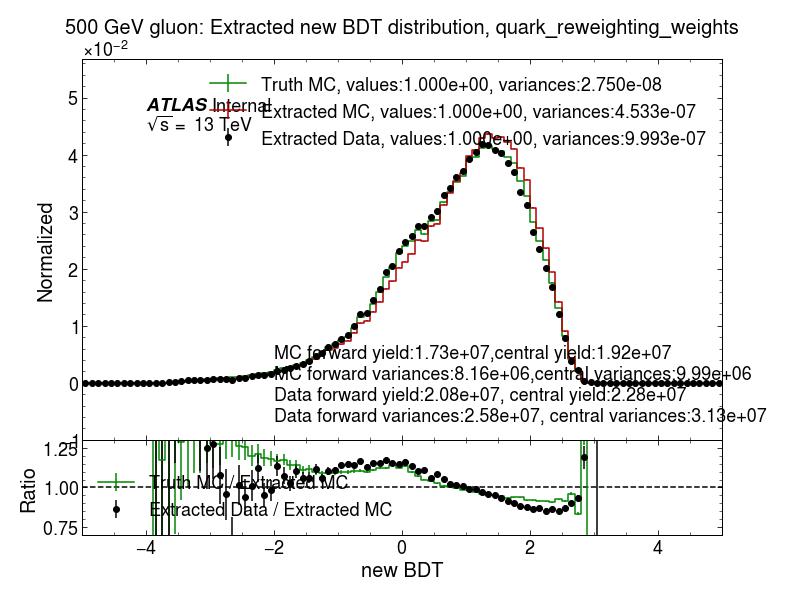 500 GeV gluon: Extracted new BDT distribution, quark_reweighting_weights
×10⁻²
Truth MC, values:1.000e+00, variances:2.750e-08
ATLAS Internal
Extracted MC, values:1.000e+00, variances:4.533e-07
√s = 13 TeV
Extracted Data, values:1.000e+00, variances:9.993e-07
5
4
3
2
1
0
−1
Normalized
MC forward yield:1.73e+07,central yield:1.92e+07
MC forward variances:8.16e+06,central variances:9.99e+06
Data forward yield:2.08e+07, central yield:2.28e+07
Data forward variances:2.58e+07, central variances:3.13e+07
1.25
1.00
0.75
Ratio
Truth MC / Extracted MC
Extracted Data / Extracted MC
−4 −2 0 2 4
new BDT